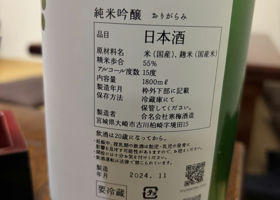 純米吟醸 おりがらみ
品目 日本酒
原材料名 米(国産)、麹米(国産米)
精米歩合 55%
アルコール度数 15度
内容量 1800mℓ
製造年月 枠外下部に記載
保存方法 冷蔵庫にて
保管してください。
製造者 合名会社寒梅酒造
宮城県大崎市古川柏崎字境田15
飲酒は20歳になってから。
製造
年月 2024.11
要冷蔵